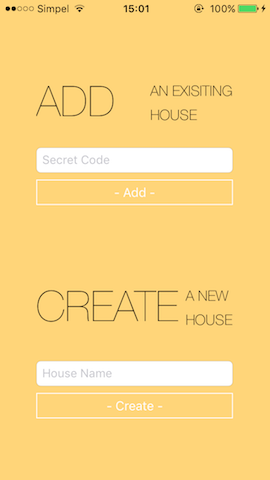 Simpel 15:01 100%
ADD AN EXISITING
HOUSE
Secret Code
- Add -
CREATE A NEW
HOUSE
House Name
- Create -